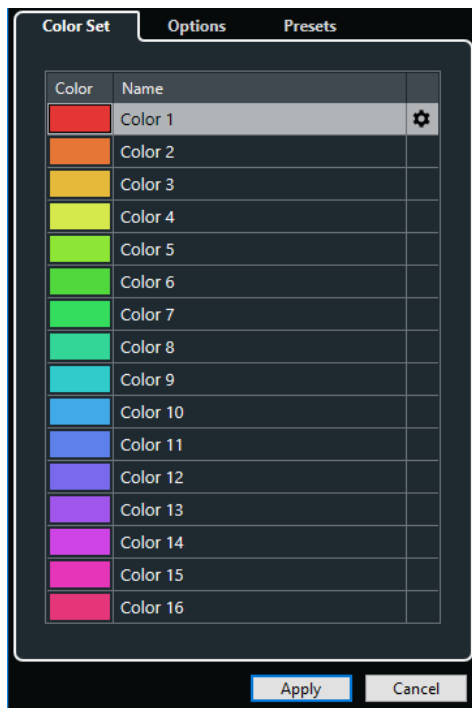 Color Set Options Presets
Color Name
Color 1
Color 2
Color 3
Color 4
Color 5
Color 6
Color 7
Color 8
Color 9
Color 10
Color 11
Color 12
Color 13
Color 14
Color 15
Color 16
Apply Cancel